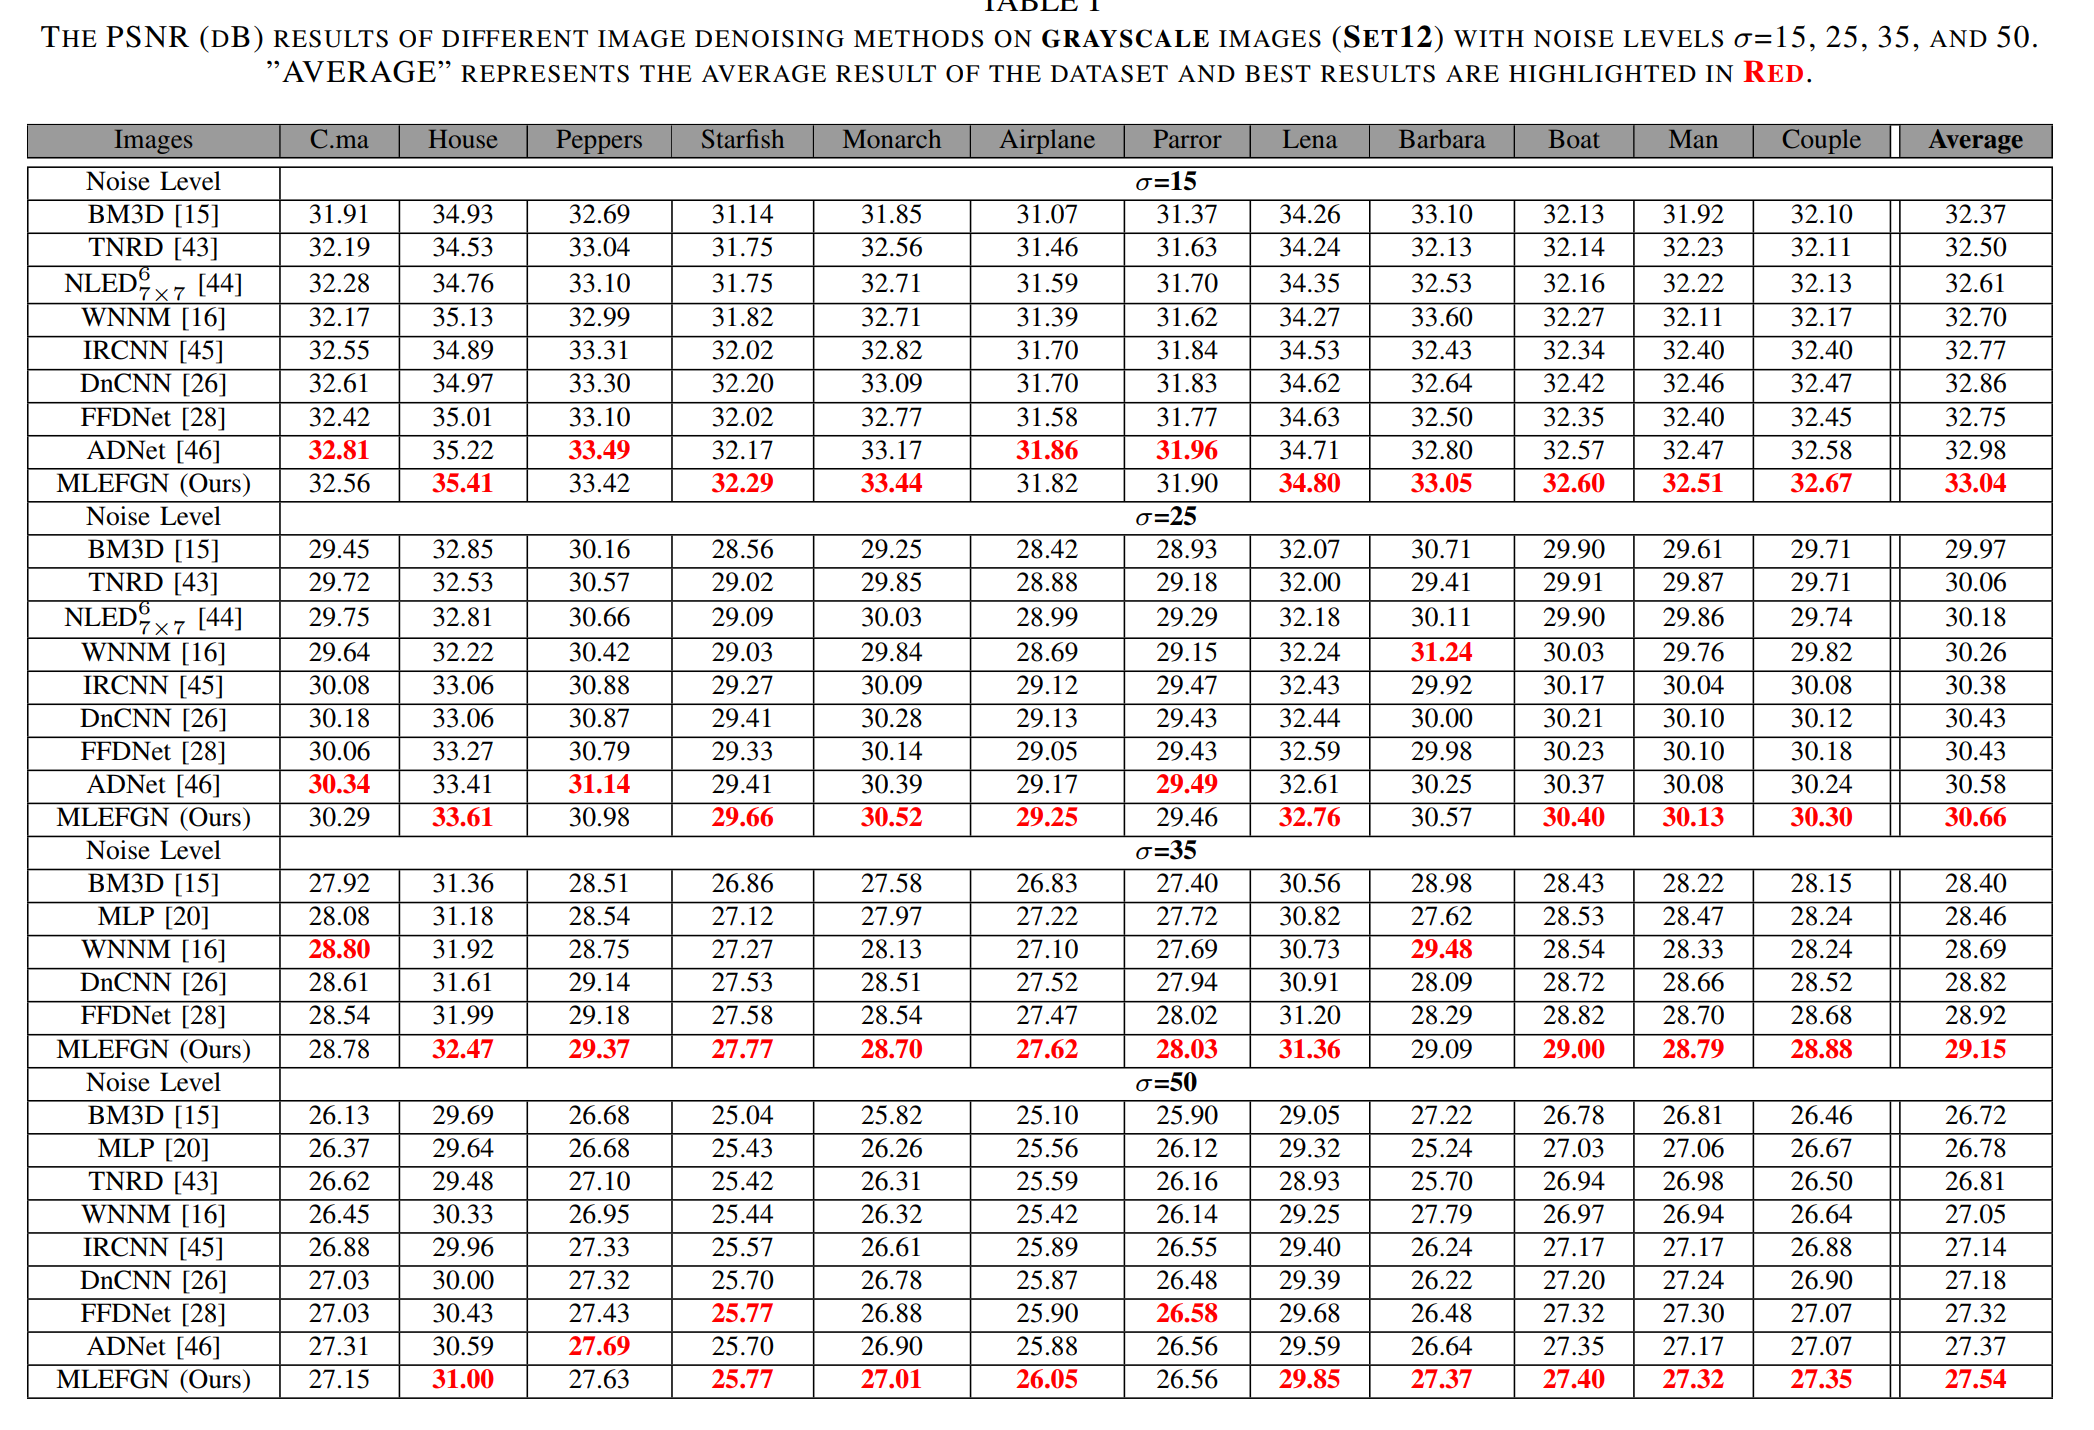 TABLE I
THE PSNR (DB) RESULTS OF DIFFERENT IMAGE DENOISING METHODS ON GRAYSCALE IMAGES (SET12) WITH NOISE LEVELS σ=15, 25, 35, AND 50.
”AVERAGE” REPRESENTS THE AVERAGE RESULT OF THE DATASET AND BEST RESULTS ARE HIGHLIGHTED IN RED.
Images C.ma House Peppers Starfish Monarch Airplane Parror Lena Barbara Boat Man Couple Average
Noise Level σ=15
BM3D [15] 31.91 34.93 32.69 31.14 31.85 31.07 31.37 34.26 33.10 32.13 31.92 32.10 32.37
TNRD [43] 32.19 34.53 33.04 31.75 32.56 31.46 31.63 34.24 32.13 32.14 32.23 32.11 32.50
NLED⁶₇ₓ₇ [44] 32.28 34.76 33.10 31.75 32.71 31.59 31.70 34.35 32.53 32.16 32.22 32.13 32.61
WNNM [16] 32.17 35.13 32.99 31.82 32.71 31.39 31.62 34.27 33.60 32.27 32.11 32.17 32.70
IRCNN [45] 32.55 34.89 33.31 32.02 32.82 31.70 31.84 34.53 32.43 32.34 32.40 32.40 32.77
DnCNN [26] 32.61 34.97 33.30 32.20 33.09 31.70 31.83 34.62 32.64 32.42 32.46 32.47 32.86
FFDNet [28] 32.42 35.01 33.10 32.02 32.77 31.58 31.77 34.63 32.50 32.35 32.40 32.45 32.75
ADNet [46] 32.81 35.22 33.49 32.17 33.17 31.86 31.96 34.71 32.80 32.57 32.47 32.58 32.98
MLEFGN (Ours) 32.56 35.41 33.42 32.29 33.44 31.82 31.90 34.80 33.05 32.60 32.51 32.67 33.04
Noise Level σ=25
BM3D [15] 29.45 32.85 30.16 28.56 29.25 28.42 28.93 32.07 30.71 29.90 29.61 29.71 29.97
TNRD [43] 29.72 32.53 30.57 29.02 29.85 28.88 29.18 32.00 29.41 29.91 29.87 29.71 30.06
NLED⁶₇ₓ₇ [44] 29.75 32.81 30.66 29.09 30.03 28.99 29.29 32.18 30.11 29.90 29.86 29.74 30.18
WNNM [16] 29.64 32.22 30.42 29.03 29.84 28.69 29.15 32.24 31.24 30.03 29.76 29.82 30.26
IRCNN [45] 30.08 33.06 30.88 29.27 30.09 29.12 29.47 32.43 29.92 30.17 30.04 30.08 30.38
DnCNN [26] 30.18 33.06 30.87 29.41 30.28 29.13 29.43 32.44 30.00 30.21 30.10 30.12 30.43
FFDNet [28] 30.06 33.27 30.79 29.33 30.14 29.05 29.43 32.59 29.98 30.23 30.10 30.18 30.43
ADNet [46] 30.34 33.41 31.14 29.41 30.39 29.17 29.49 32.61 30.25 30.37 30.08 30.24 30.58
MLEFGN (Ours) 30.29 33.61 30.98 29.66 30.52 29.25 29.46 32.76 30.57 30.40 30.13 30.30 30.66
Noise Level σ=35
BM3D [15] 27.92 31.36 28.51 26.86 27.58 26.83 27.40 30.56 28.98 28.43 28.22 28.15 28.40
MLP [20] 28.08 31.18 28.54 27.12 27.97 27.22 27.72 30.82 27.62 28.53 28.47 28.24 28.46
WNNM [16] 28.80 31.92 28.75 27.27 28.13 27.10 27.69 30.73 29.48 28.54 28.33 28.24 28.69
DnCNN [26] 28.61 31.61 29.14 27.53 28.51 27.52 27.94 30.91 28.09 28.72 28.66 28.52 28.82
FFDNet [28] 28.54 31.99 29.18 27.58 28.54 27.47 28.02 31.20 28.29 28.82 28.70 28.68 28.92
MLEFGN (Ours) 28.78 32.47 29.37 27.77 28.70 27.62 28.03 31.36 29.09 29.00 28.79 28.88 29.15
Noise Level σ=50
BM3D [15] 26.13 29.69 26.68 25.04 25.82 25.10 25.90 29.05 27.22 26.78 26.81 26.46 26.72
MLP [20] 26.37 29.64 26.68 25.43 26.26 25.56 26.12 29.32 25.24 27.03 27.06 26.67 26.78
TNRD [43] 26.62 29.48 27.10 25.42 26.31 25.59 26.16 28.93 25.70 26.94 26.98 26.50 26.81
WNNM [16] 26.45 30.33 26.95 25.44 26.32 25.42 26.14 29.25 27.79 26.97 26.94 26.64 27.05
IRCNN [45] 26.88 29.96 27.33 25.57 26.61 25.89 26.55 29.40 26.24 27.17 27.17 26.88 27.14
DnCNN [26] 27.03 30.00 27.32 25.70 26.78 25.87 26.48 29.39 26.22 27.20 27.24 26.90 27.18
FFDNet [28] 27.03 30.43 27.43 25.77 26.88 25.90 26.58 29.68 26.48 27.32 27.30 27.07 27.32
ADNet [46] 27.31 30.59 27.69 25.70 26.90 25.88 26.56 29.59 26.64 27.35 27.17 27.07 27.37
MLEFGN (Ours) 27.15 31.00 27.63 25.77 27.01 26.05 26.56 29.85 27.37 27.40 27.32 27.35 27.54